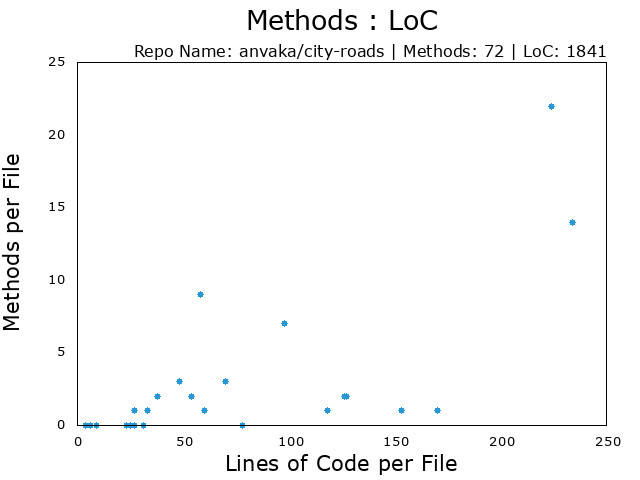 Methods : LoC
Repo Name: anvaka/city-roads | Methods: 72 | LoC: 1841
25
20
15
10
5
0
Methods per File
0 50 100 150 200 250
Lines of Code per File